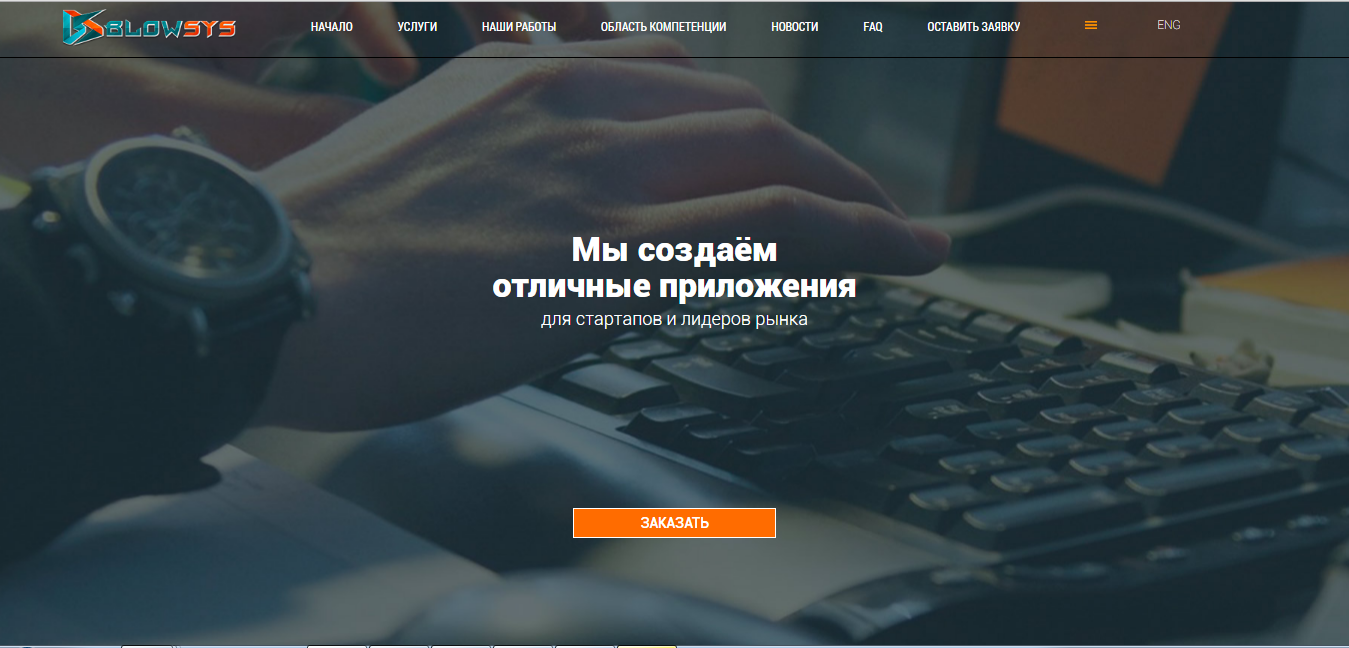 BLOWSYS
НАЧАЛО УСЛУГИ НАШИ РАБОТЫ ОБЛАСТЬ КОМПЕТЕНЦИИ НОВОСТИ FAQ ОСТАВИТЬ ЗАЯВКУ ENG
Мы создаём
отличные приложения
для стартапов и лидеров рынка
ЗАКАЗАТЬ